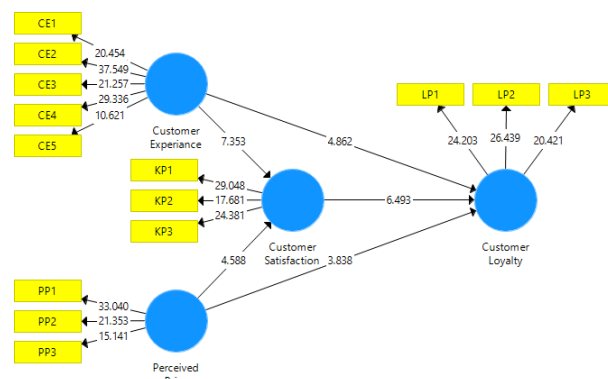 CE1
CE2
CE3
CE4
CE5
20.454
37.549
21.257
29.336
10.621
Customer
Experiance
LP1
LP2
LP3
24.203
26.439
20.421
7.353
4.862
KP1
KP2
KP3
29.048
17.681
24.381
6.493
Customer
Satisfaction
Customer
Loyalty
4.588
3.838
PP1
PP2
PP3
33.040
21.353
15.141
Perceived